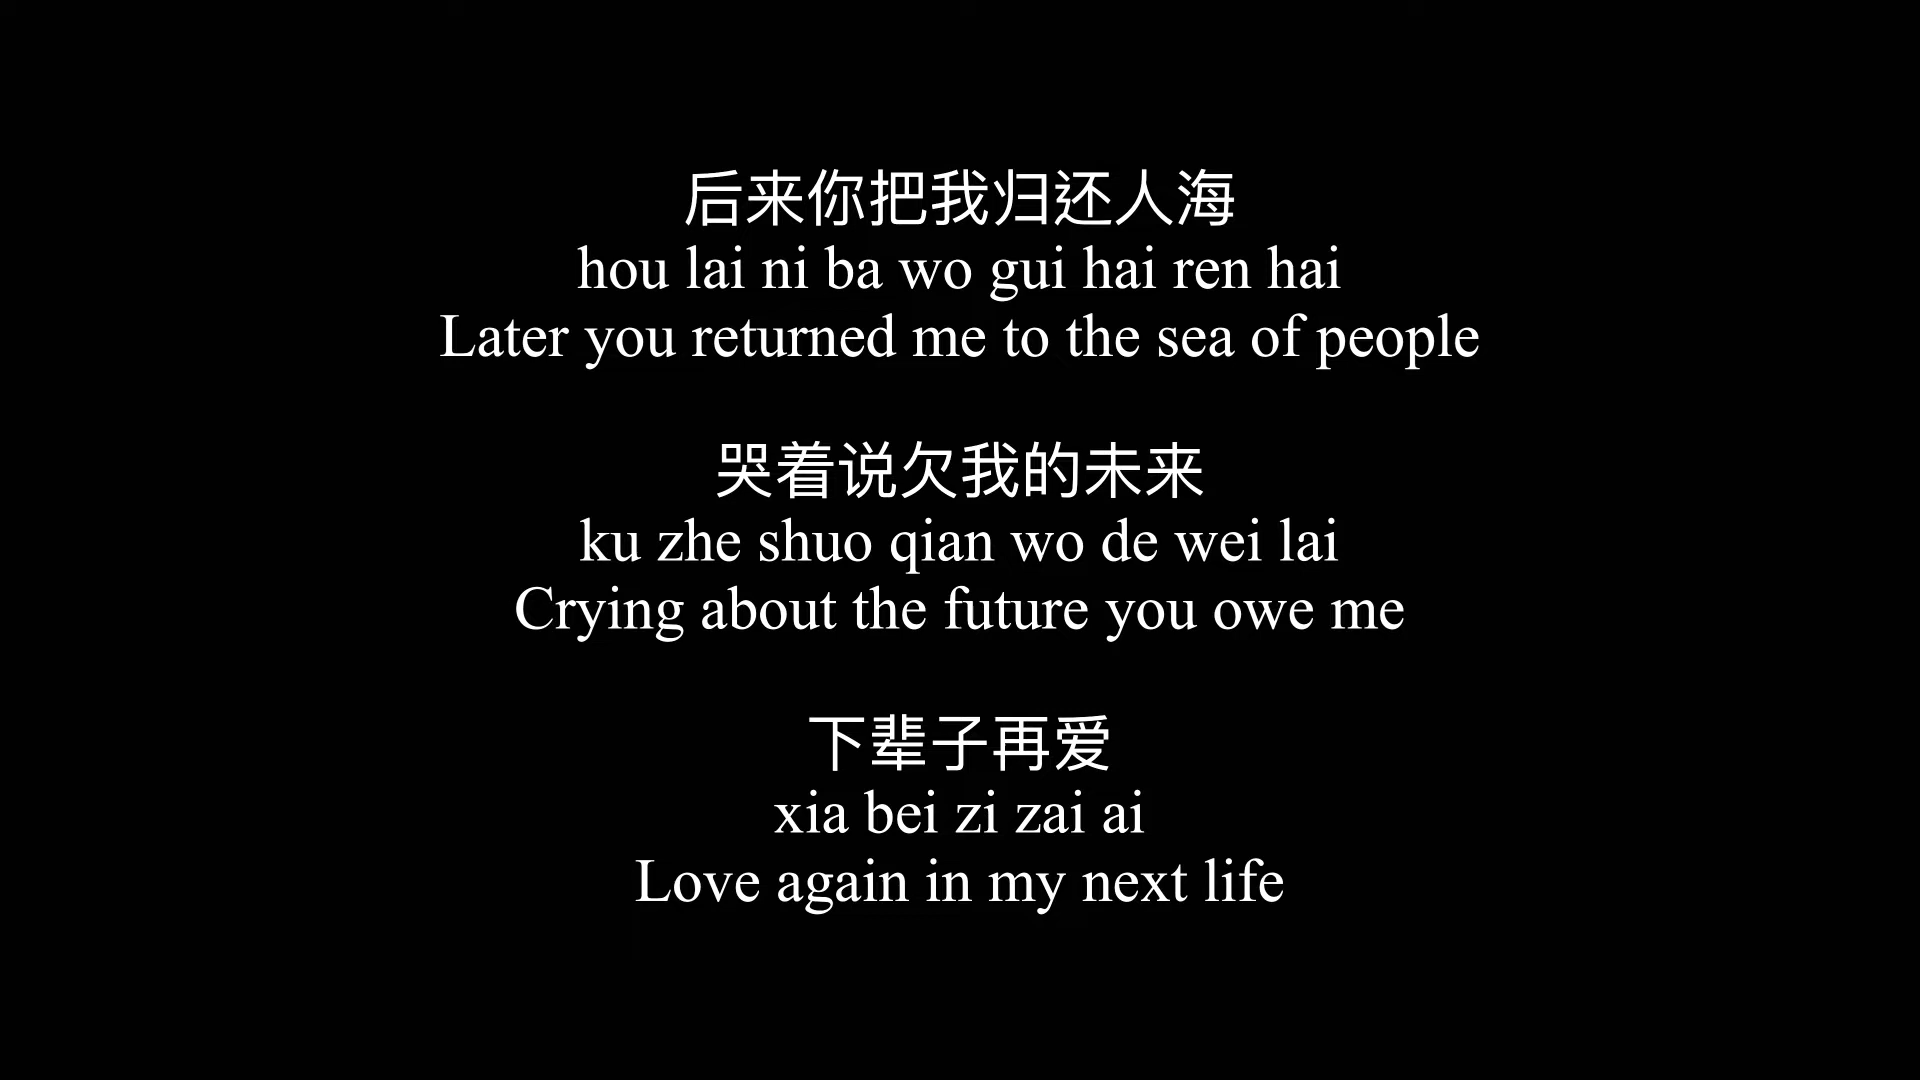 后来你把我归还人海
hou lai ni ba wo gui hai ren hai
Later you returned me to the sea of people
哭着说欠我的未来
ku zhe shuo qian wo de wei lai
Crying about the future you owe me
下辈子再爱
xia bei zi zai ai
Love again in my next life